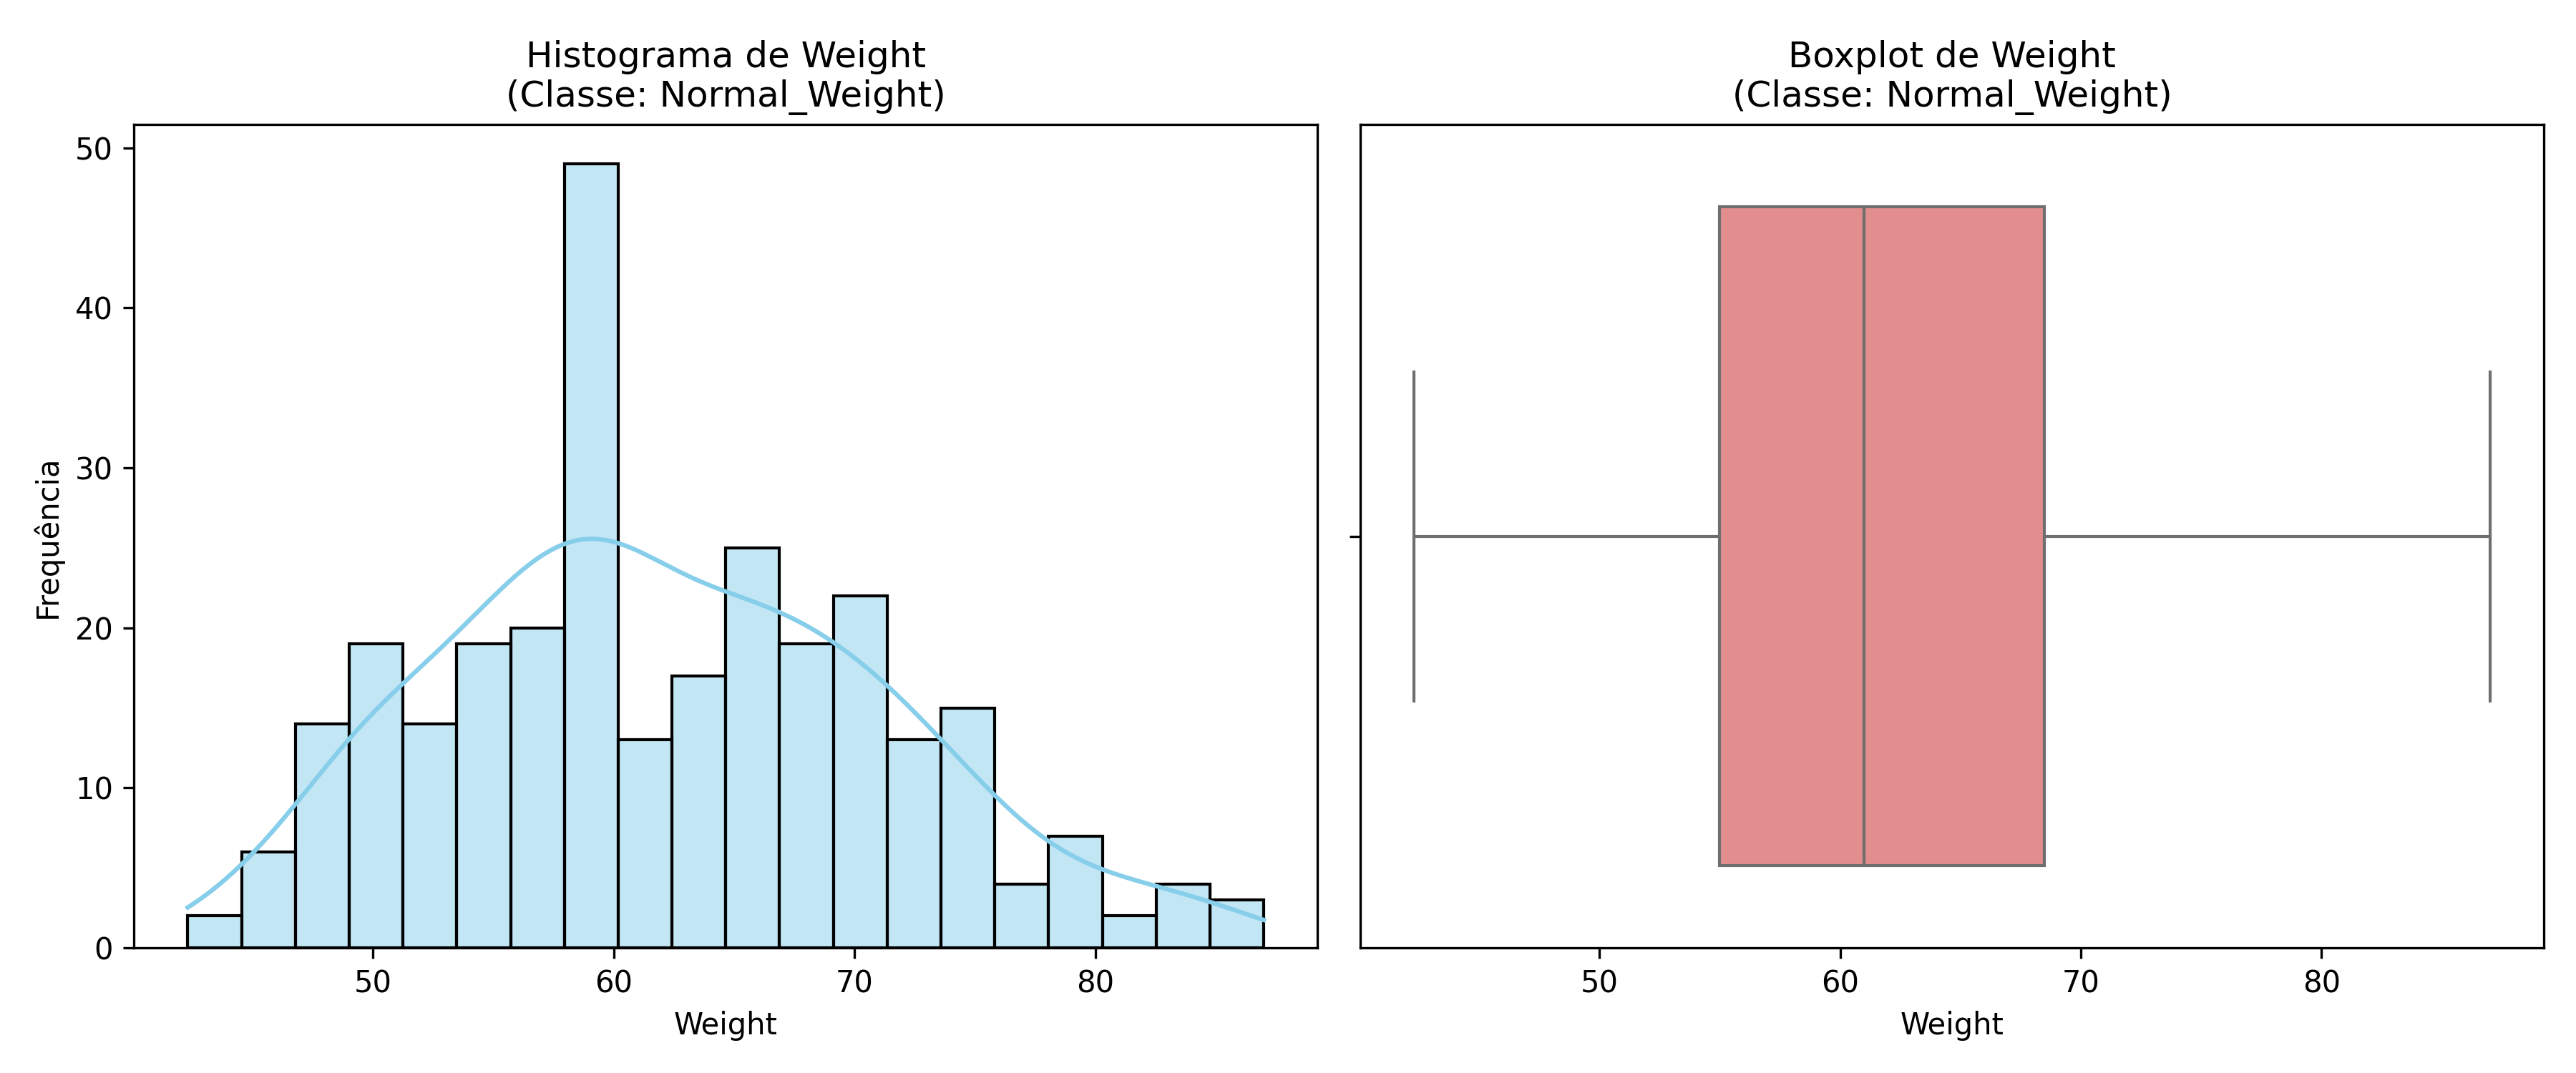 Histograma de Weight
(Classe: Normal_Weight)
50
40
30
20
10
0
Frequência
50 60 70 80
Weight
Boxplot de Weight
(Classe: Normal_Weight)
50 60 70 80
Weight